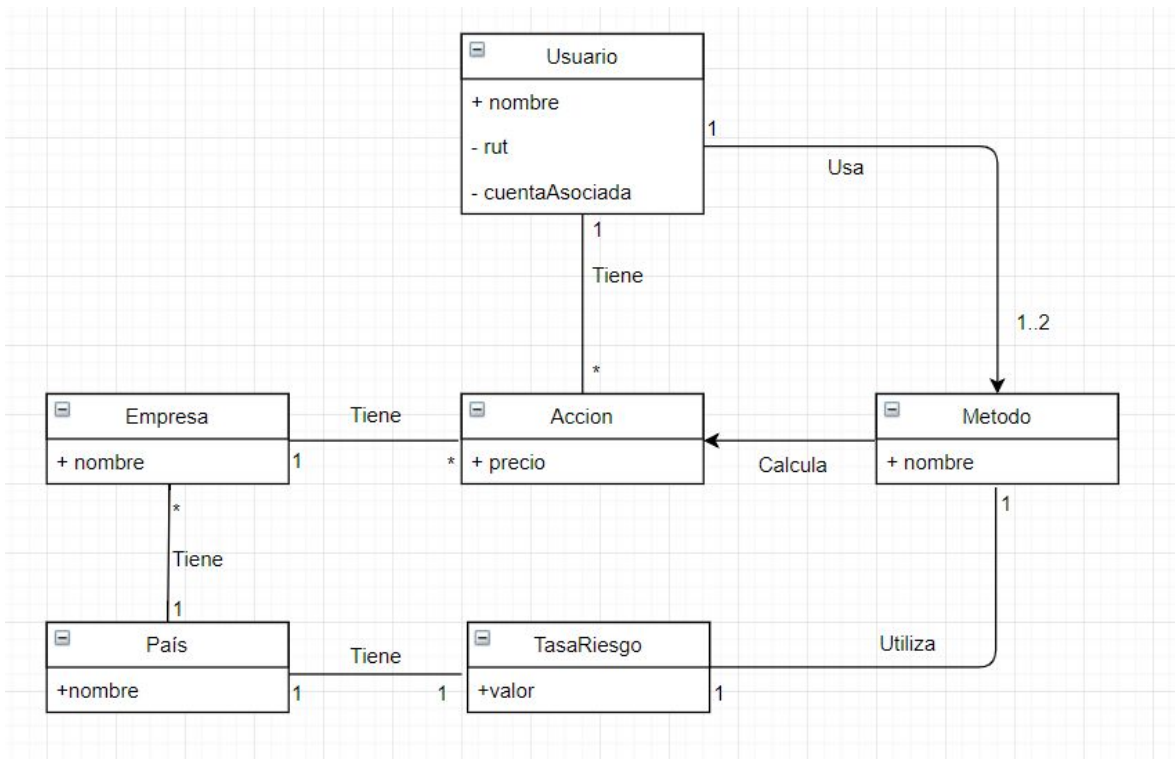 Usuario
+ nombre
- rut
- cuentaAsociada
1
Usa
1
Tiene
1..2
*
Empresa
Tiene
Accion
Metodo
+ nombre
1
*
+ precio
Calcula
+ nombre
*
1
Tiene
1
País
Tiene
TasaRiesgo
Utiliza
+nombre
1
1
+valor
1